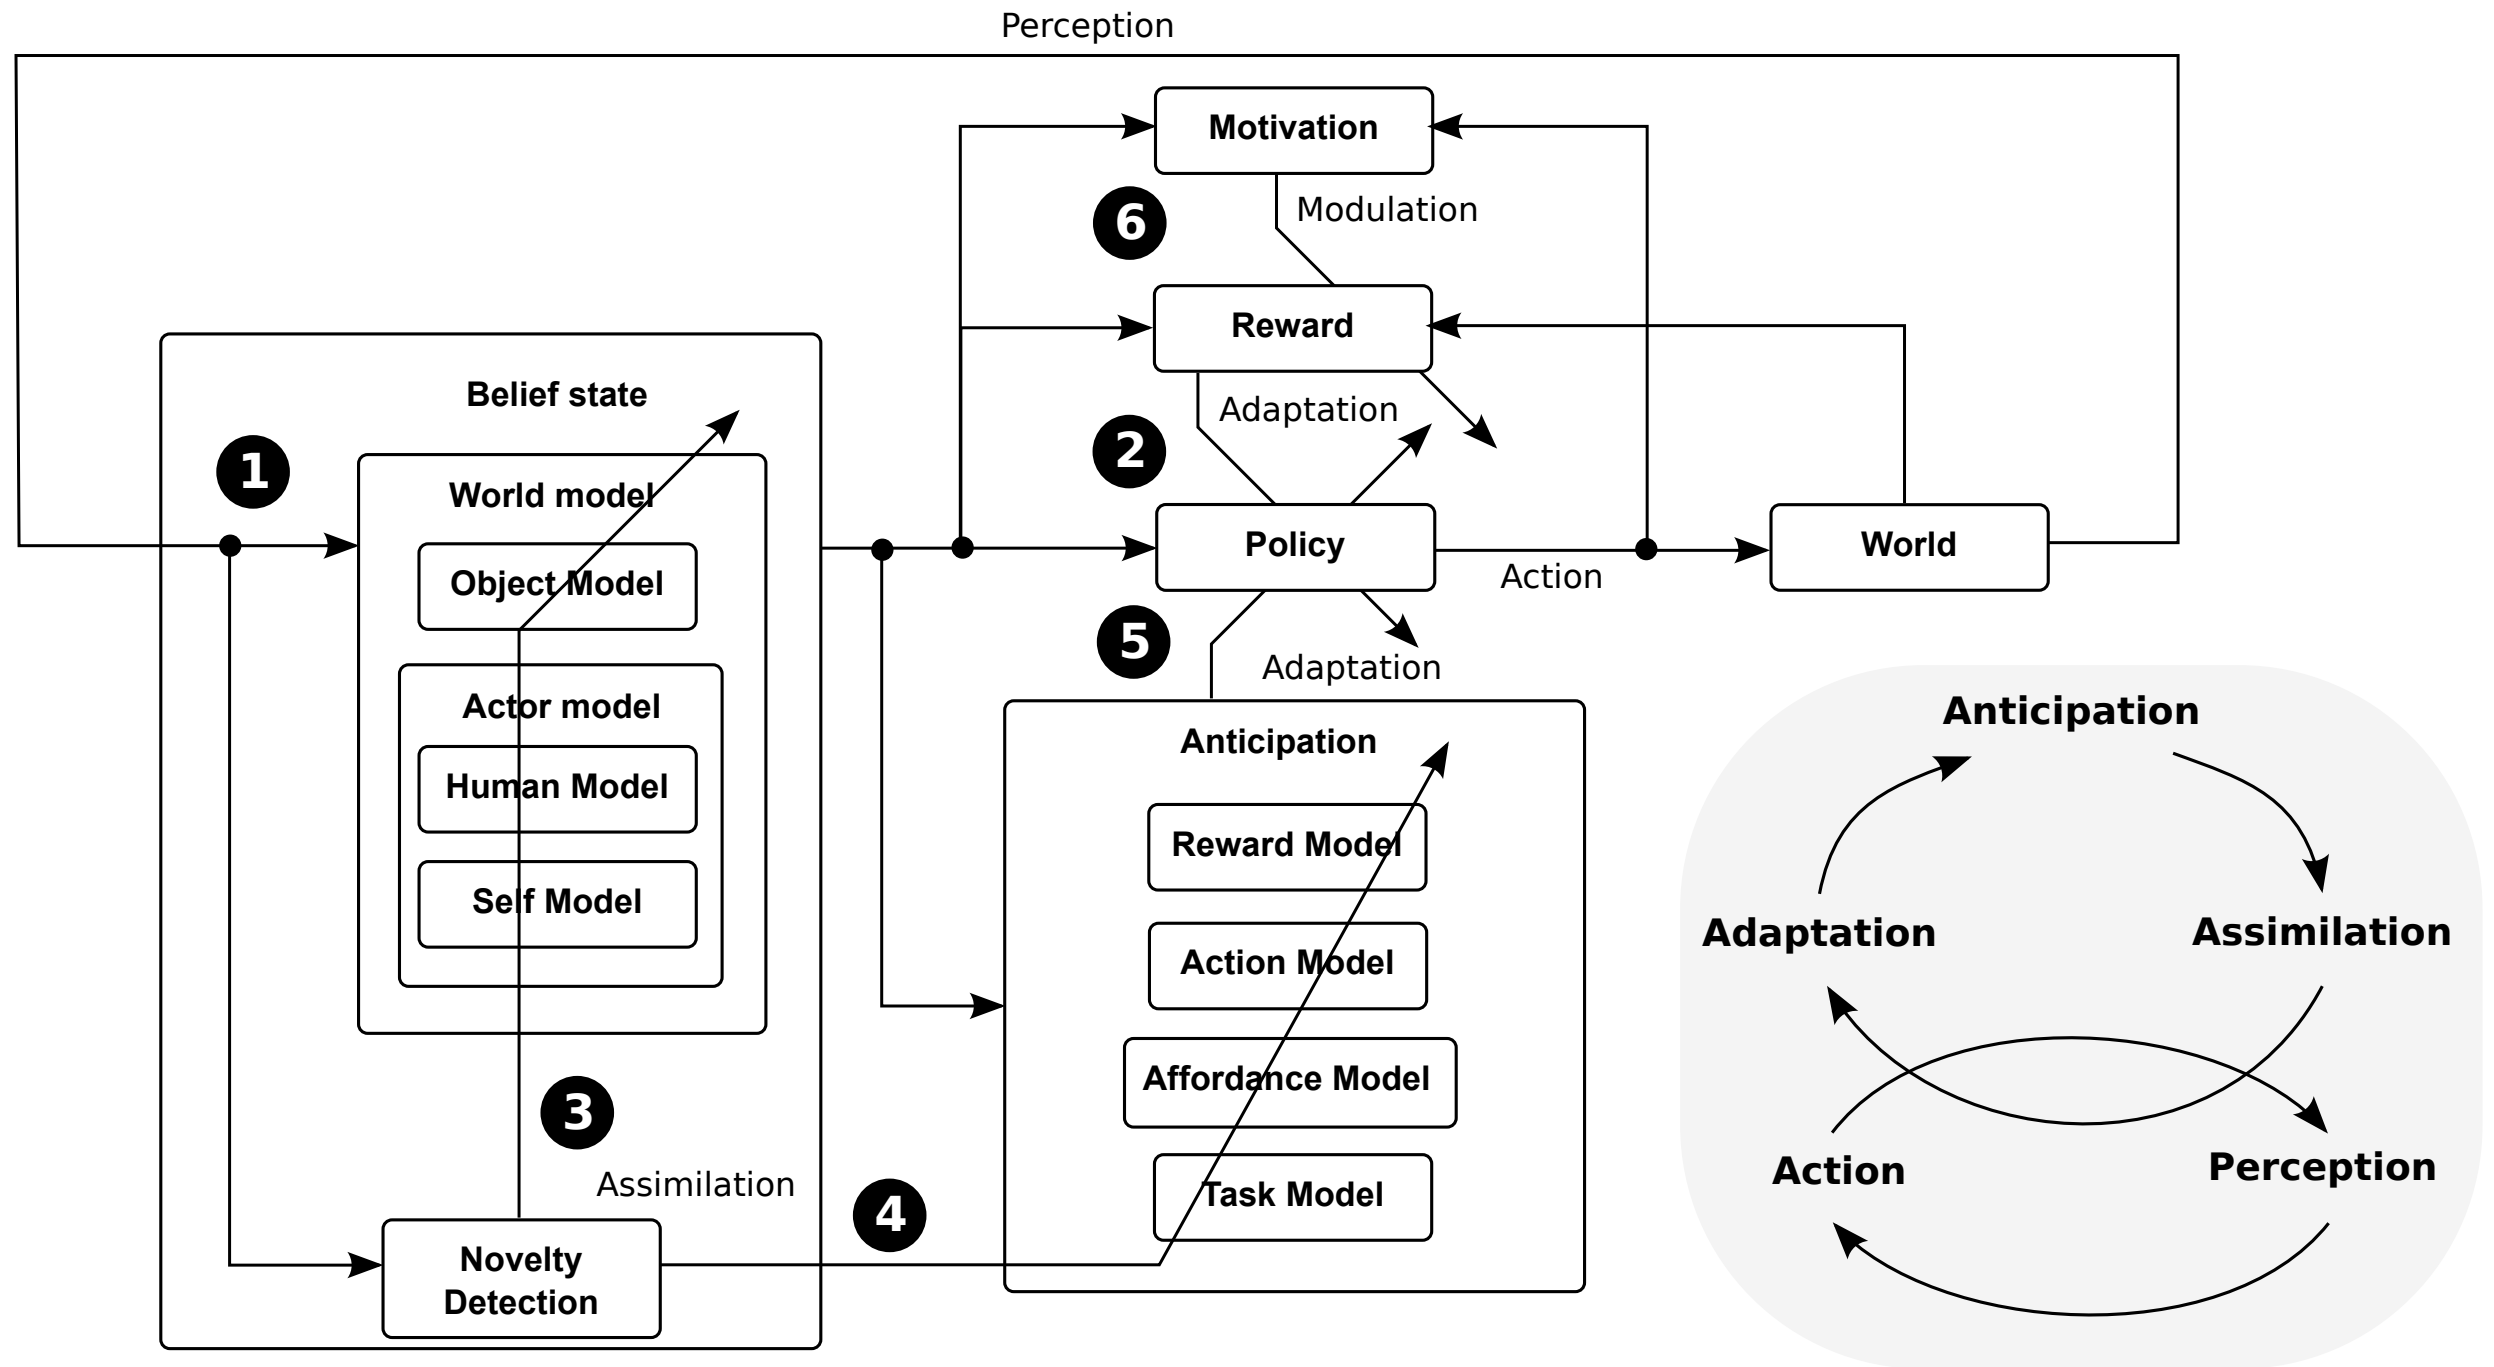 Perception
Motivation
6
Modulation
Reward
Belief state
Adaptation
1
2
World model
Policy
World
Object Model
Action
5
Adaptation
Actor model
Anticipation
Human Model
Reward Model
Self Model
Action Model
Affordance Model
3
Assimilation
4
Task Model
Novelty
Detection
Anticipation
Adaptation
Assimilation
Action
Perception